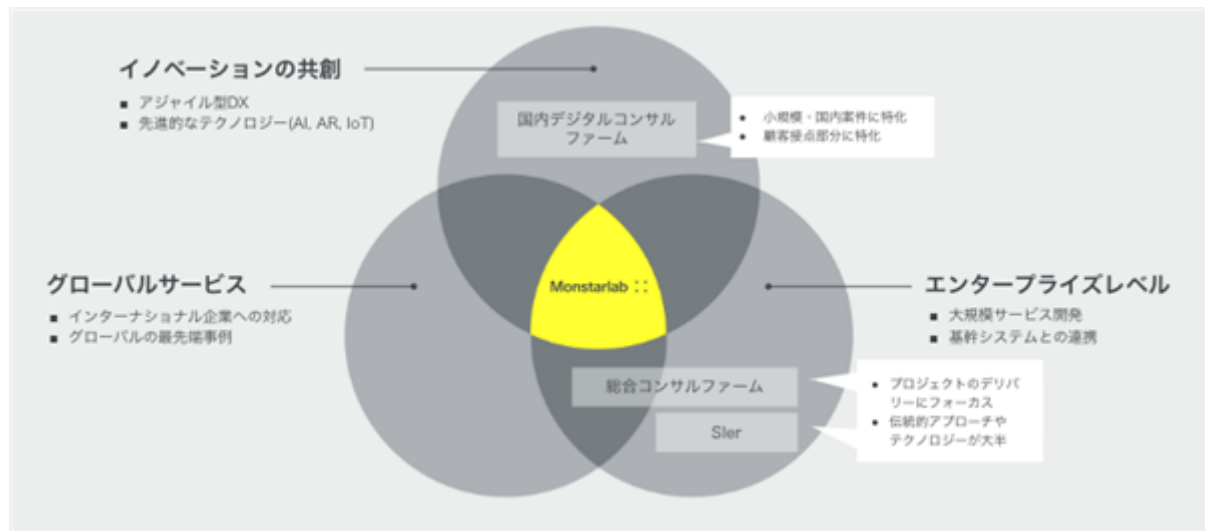 イノベーションの共創
■ アジャイル型DX
■ 先進的なテクノロジー(AI, AR, IoT)
国内デジタルコンサル
ファーム
● 小規模・国内案件に特化
● 顧客接点部分に特化
グローバルサービス
■ インターナショナル企業への対応
■ グローバルの最先端事例
Monstarlab
エンタープライズレベル
■ 大規模サービス開発
■ 基幹システムとの連携
総合コンサルファーム
SIer
● プロジェクトのデリバ
リーにフォーカス
● 伝統的アプローチや
テクノロジーが大半